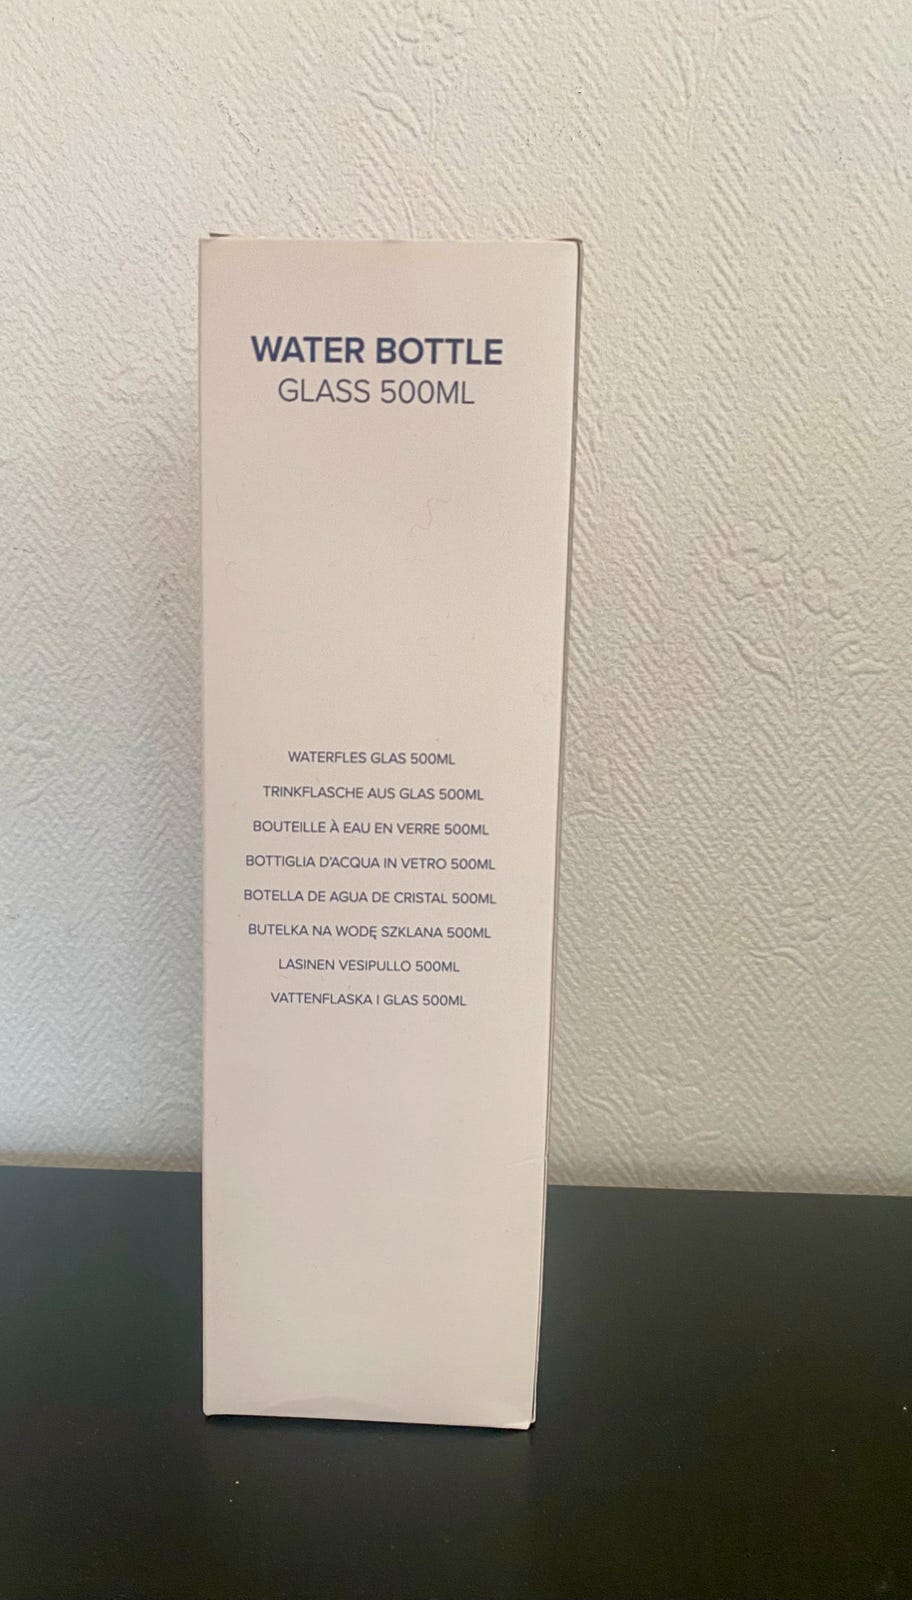 WATER BOTTLE
GLASS 500ML
WATERFLES GLAS 500ML
TRINKFLASCHE AUS GLAS 500ML
BOUTEILLE À EAU EN VERRE 500ML
BOTTIGLIA D'ACQUA IN VETRO 500ML
BOTELLA DE AGUA DE CRISTAL 500ML
BUTELKA NA WODĘ SZKLANA 500ML
LASINEN VESIPULLO 500ML
VATTENFLASKA I GLAS 500ML